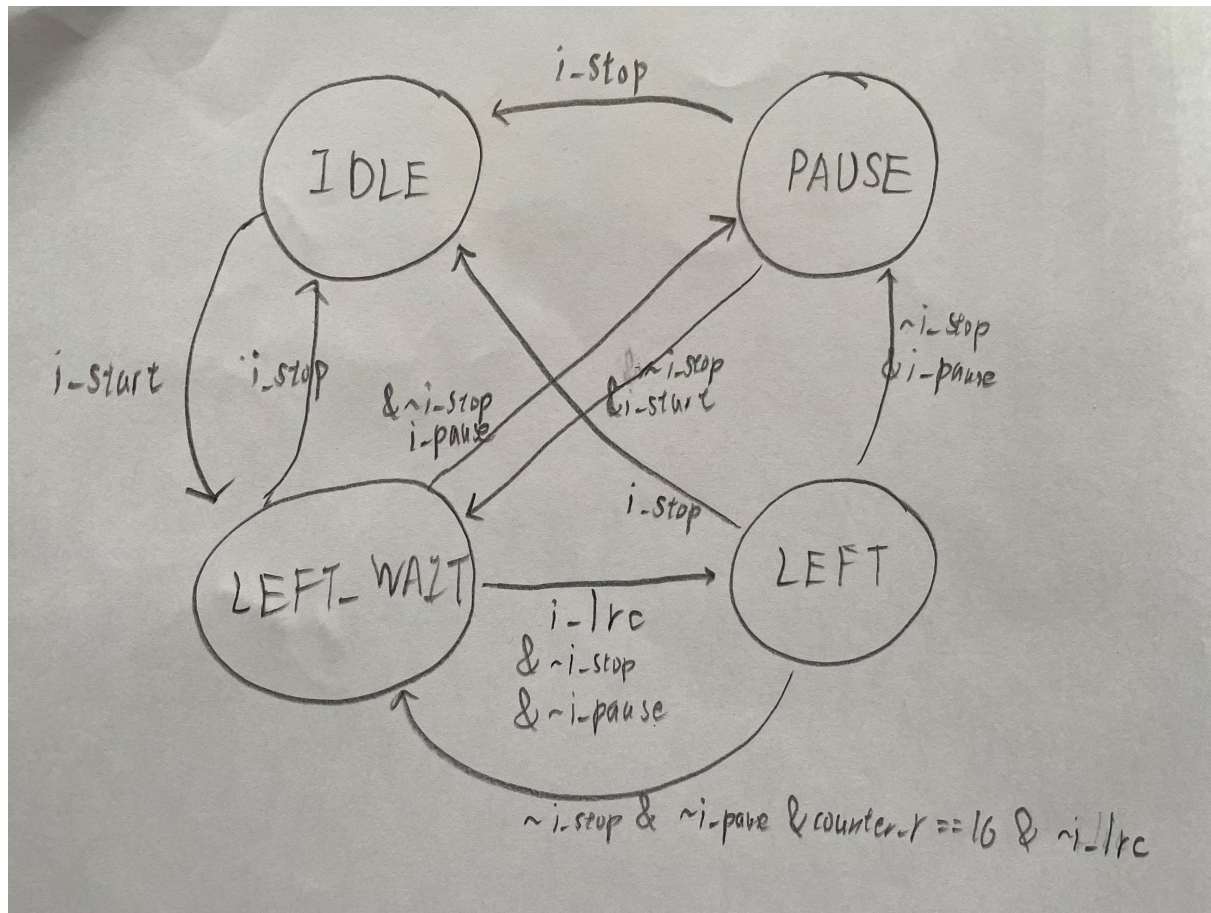 i_stop
IDLE
PAUSE
i_start
i_stop
&~i_stop
i_pause
~i_stop
&i_start
~i_stop
&i_pause
i_stop
LEFT_WAIT
LEFT
i_lrc
&~i_stop
&~i_pause
~i_stop & ~i_pause &counter_r==16 & ~i_lrc